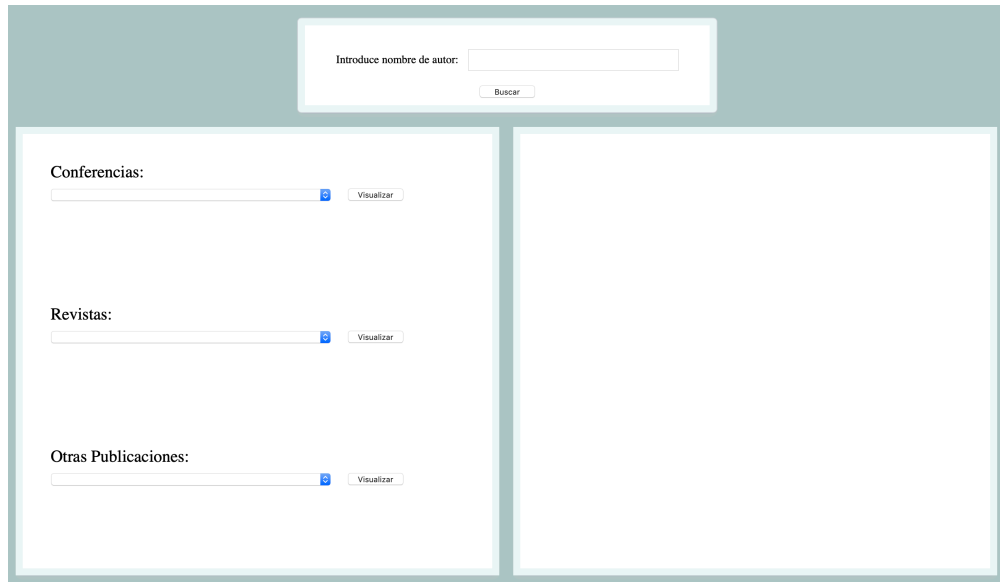 Introduce nombre de autor:
Buscar
Conferencias:
Visualizar
Revistas:
Visualizar
Otras Publicaciones:
Visualizar